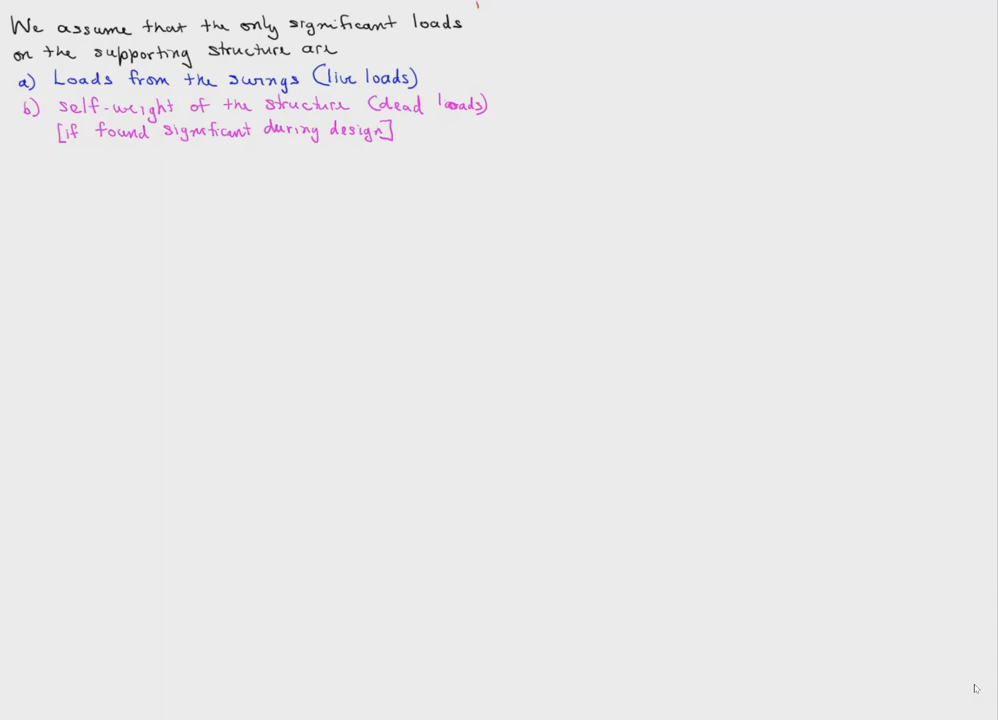 We assume that the only significant loads
on the supporting structure are
a) Loads from the swings (live loads)
b) self-weight of the structure (dead loads)
[if found significant during design]